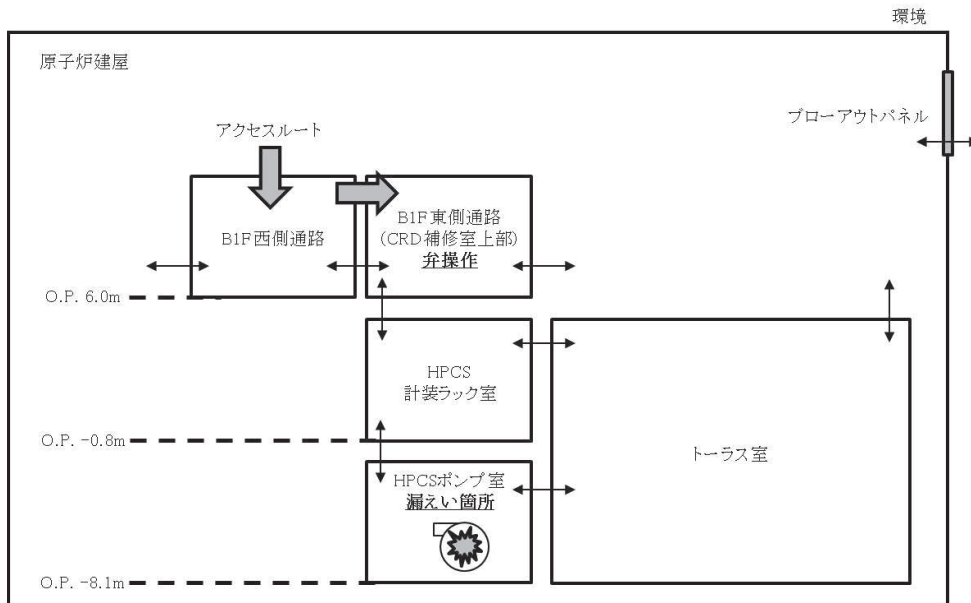 環境
原子炉建屋
ブローアウトパネル
アクセスルート
B1F西側通路
B1F東側通路
(CRD補修室上部)
弁操作
O.P. 6.0m
HPCS
計装ラック室
O.P. -0.8m
トーラス室
HPCSポンプ室
漏えい箇所
O.P. -8.1m